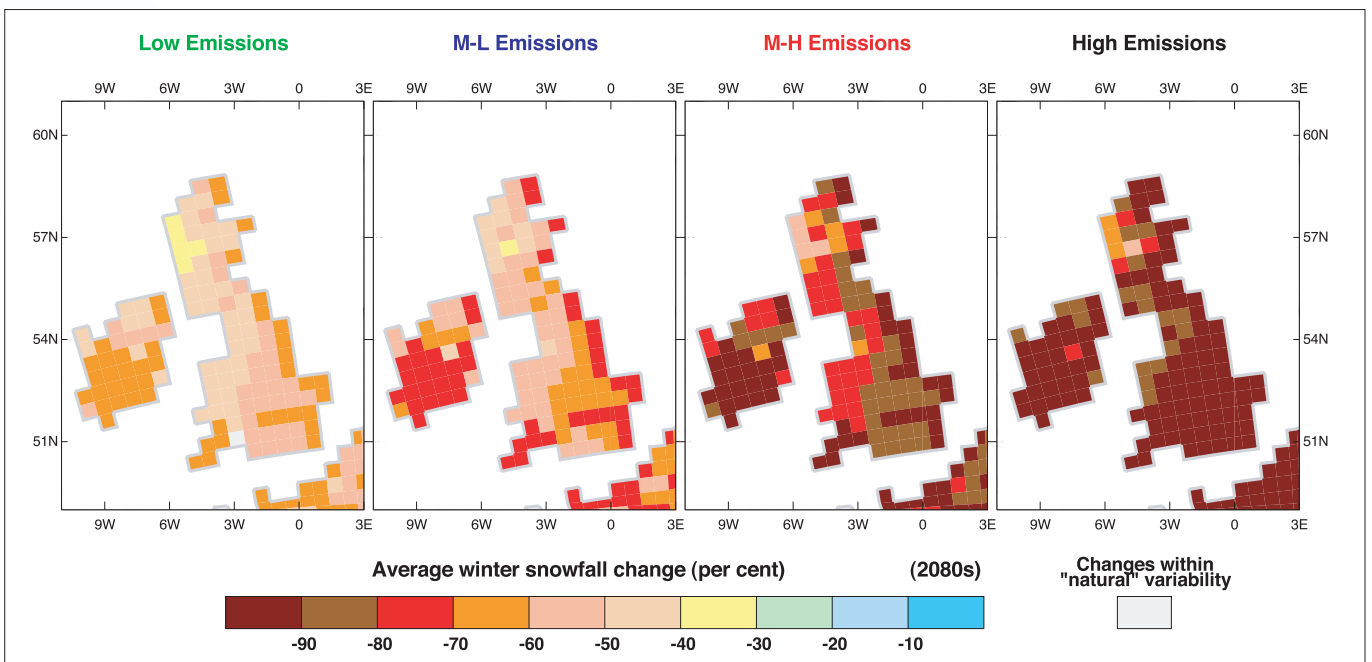 Low Emissions M-L Emissions M-H Emissions High Emissions
9W 6W 3W 0 3E 9W 6W 3W 0 3E 9W 6W 3W 0 3E 9W 6W 3W 0 3E
60N 60N
57N 57N
54N 54N
51N 51N
9W 6W 3W 0 3E 9W 6W 3W 0 3E 9W 6W 3W 0 3E 9W 6W 3W 0 3E
Average winter snowfall change (per cent) (2080s)
Changes within
"natural" variability
-90 -80 -70 -60 -50 -40 -30 -20 -10